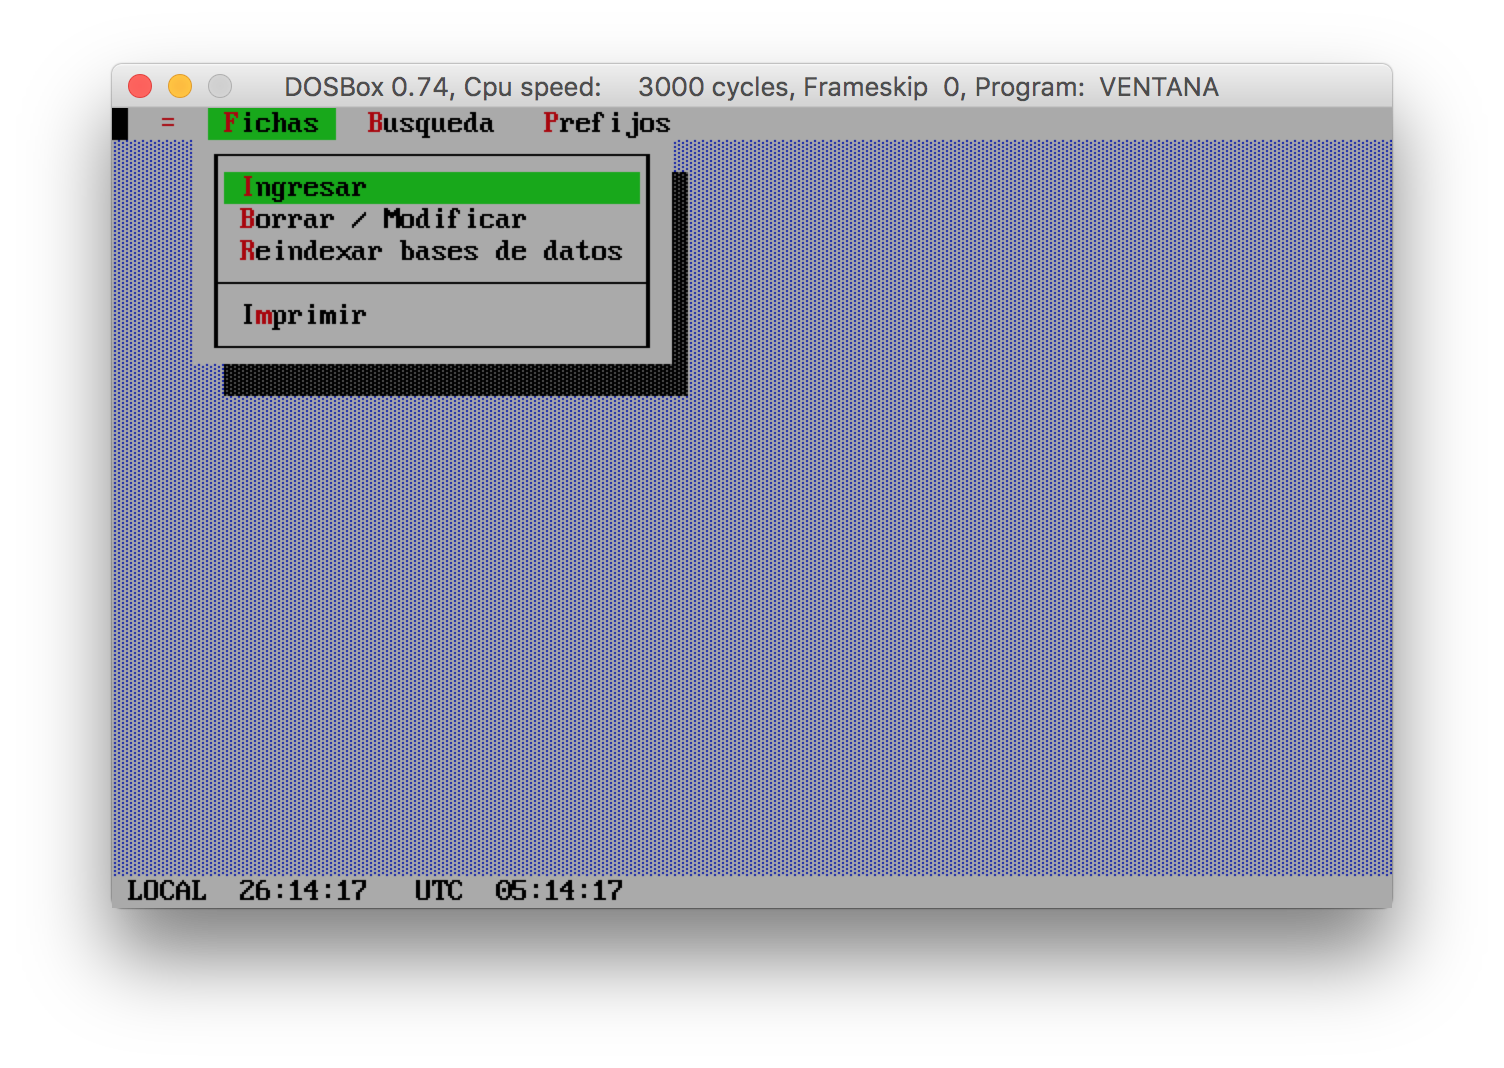 DOSBox 0.74, Cpu speed: 3000 cycles, Frameskip 0, Program: VENTANA
= Fichas Busqueda Prefijos
Ingresar
Borrar / Modificar
Reindexar bases de datos
Imprimir
LOCAL 26:14:17 UTC 05:14:17